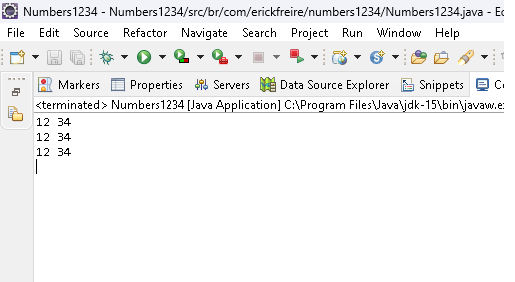 Numbers1234 - Numbers1234/src/br/com/erickfreire/numbers1234/Numbers1234.java - Ec
File Edit Source Refactor Navigate Search Project Run Window Help
Markers Properties Servers Data Source Explorer Snippets Co
<terminated> Numbers1234 [Java Application] C:\Program Files\Java\jdk-15\bin\javaw.ex
12 34
12 34
12 34